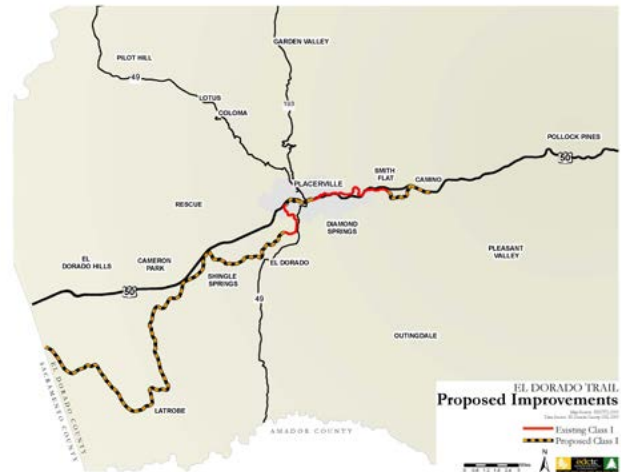 GARDEN VALLEY
PILOT HILL
49
193
LOTUS
COLOMA
POLLOCK PINES
50
SMITH FLAT
CAMINO
PLACERVILLE
RESCUE
DIAMOND SPRINGS
PLEASANT VALLEY
EL DORADO HILLS
CAMERON PARK
EL DORADO
SHINGLE SPRINGS
50
49
OUTINGDALE
EL DORADO COUNTY
SACRAMENTO COUNTY
LATROBE
AMADOR COUNTY
EL DORADO TRAIL
Proposed Improvements
Existing Class I
Proposed Class I
N
edctc